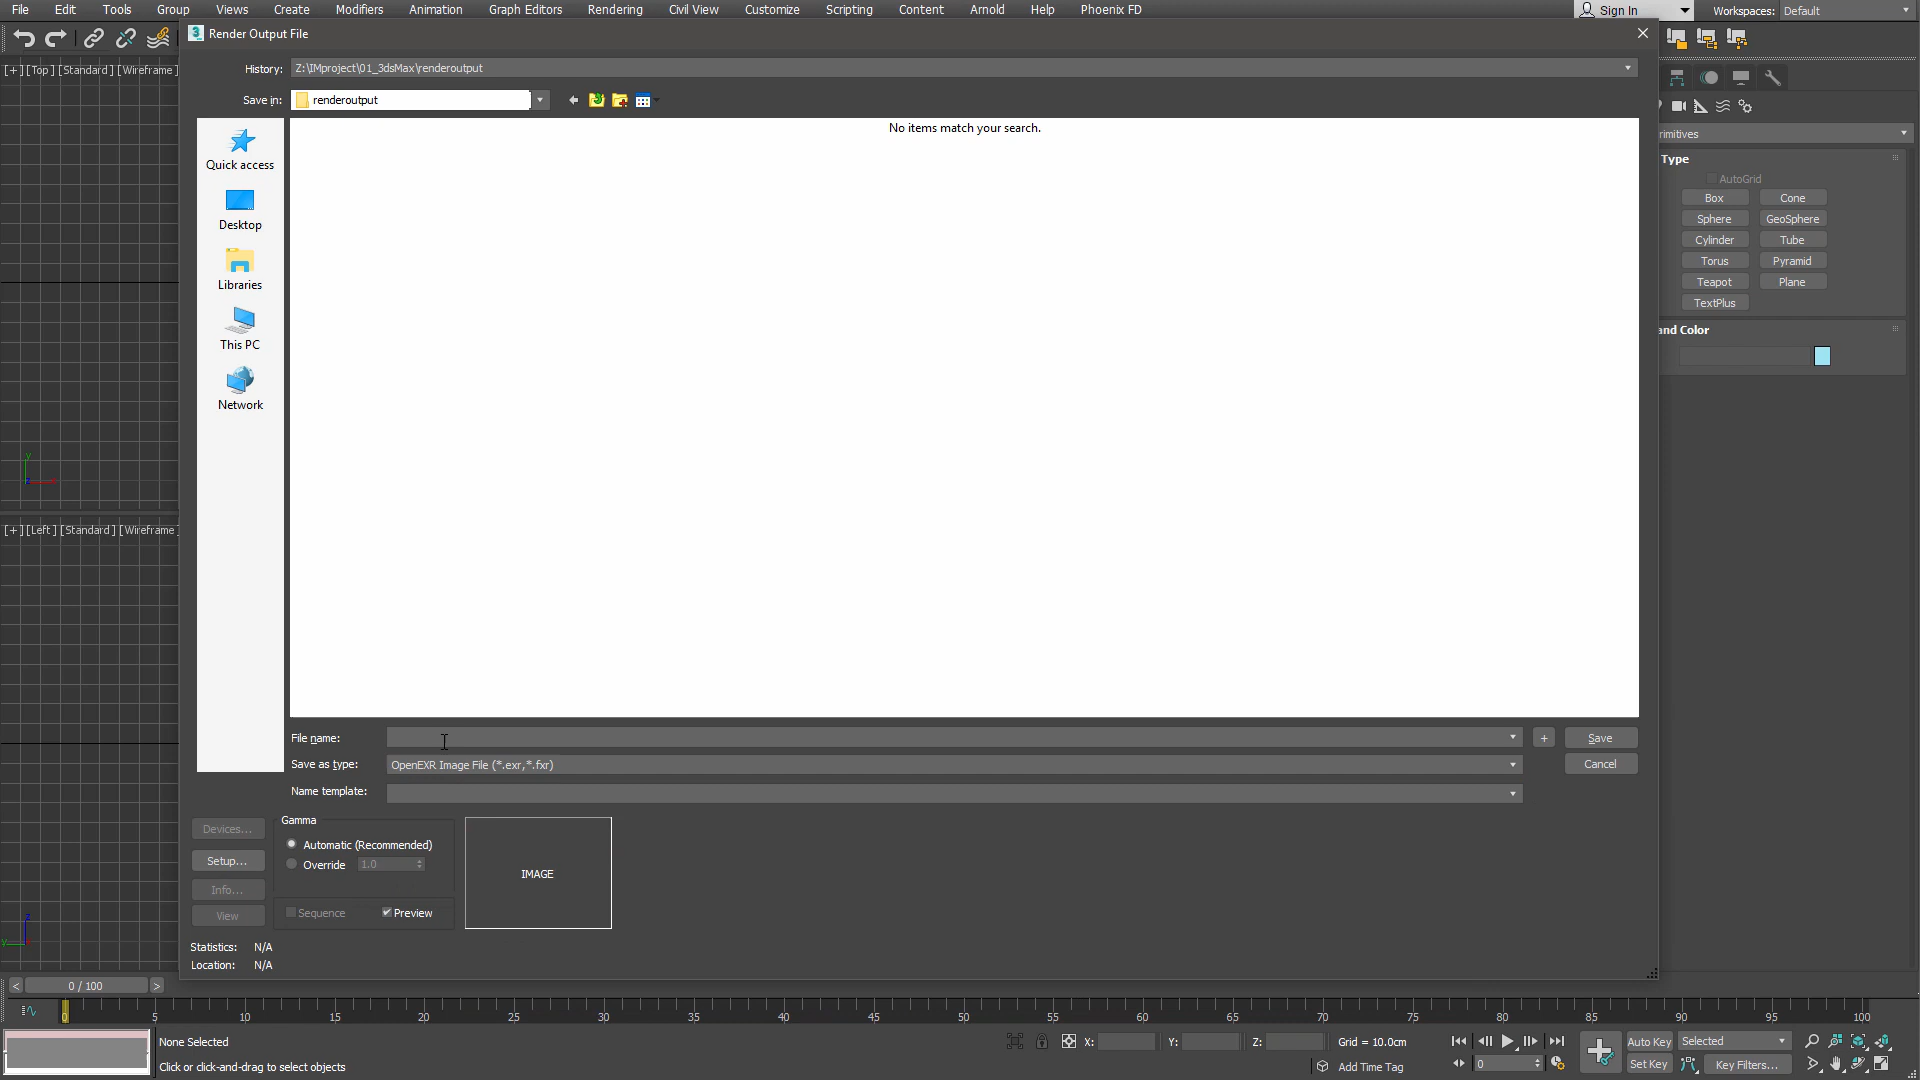 File Edit Tools Group Views Create Modifiers Animation Graph Editors Rendering Civil View Customize Scripting Content Arnold Help Phoenix FD Sign In Workspaces: Default
Render Output File
History: Z:\IMproject\01_3dsMax\renderoutput
[+] [Top] [Standard] [Wireframe]
Save in: renderoutput
No items match your search.
Quick access
Desktop
Libraries
This PC
Network
rimitives
Type
AutoGrid
Box Cone
Sphere GeoSphere
Cylinder Tube
Torus Pyramid
Teapot Plane
TextPlus
and Color
y
z
[+] [Left] [Standard] [Wireframe]
File name: + Save
Save as type: OpenEXR Image File (*.exr,*.fxr) Cancel
Name template:
Devices... Gamma
Automatic (Recommended)
Setup... Override 1.0
IMAGE
Info...
View Sequence Preview
z
y
Statistics: N/A
Location: N/A
< 0 / 100 >
0 5 10 15 20 25 30 35 40 45 50 55 60 65 70 75 80 85 90 95 100
None Selected X: Y: Z: Grid = 10.0cm Auto Key Selected
Click or click-and-drag to select objects Add Time Tag 0 Set Key Key Filters...